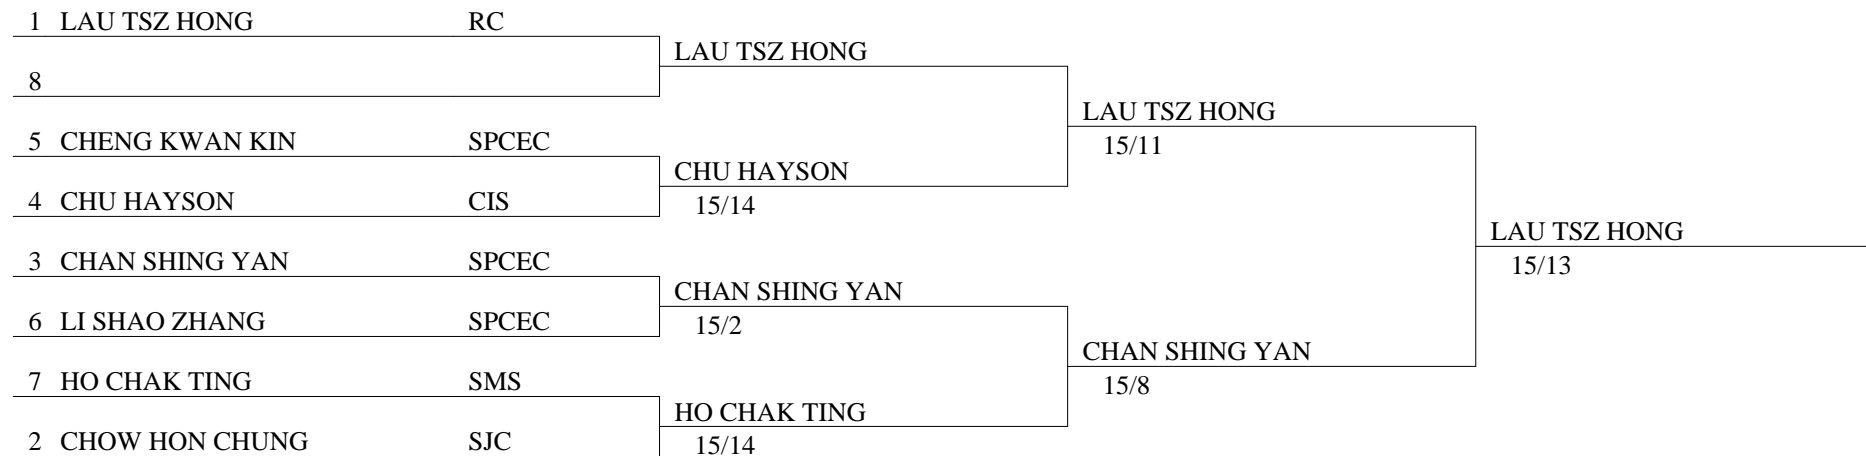 1 LAU TSZ HONG RC
LAU TSZ HONG
8
LAU TSZ HONG
5 CHENG KWAN KIN SPCEC
15/11
CHU HAYSON
4 CHU HAYSON CIS
15/14
LAU TSZ HONG
3 CHAN SHING YAN SPCEC
15/13
CHAN SHING YAN
6 LI SHAO ZHANG SPCEC
15/2
CHAN SHING YAN
7 HO CHAK TING SMS
15/8
HO CHAK TING
2 CHOW HON CHUNG SJC
15/14